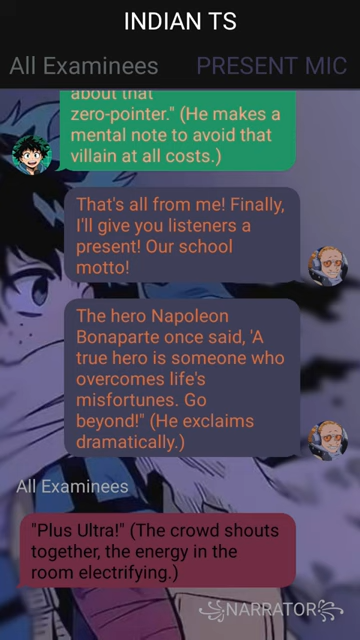 INDIAN TS
All Examinees PRESENT MIC
about that
zero-pointer." (He makes a
mental note to avoid that
villain at all costs.)
That's all from me! Finally,
I'll give you listeners a
present! Our school
motto!
The hero Napoleon
Bonaparte once said, 'A
true hero is someone who
overcomes life's
misfortunes. Go
beyond!" (He exclaims
dramatically.)
All Examinees
"Plus Ultra!" (The crowd shouts
together, the energy in the
room electrifying.)
NARRATOR